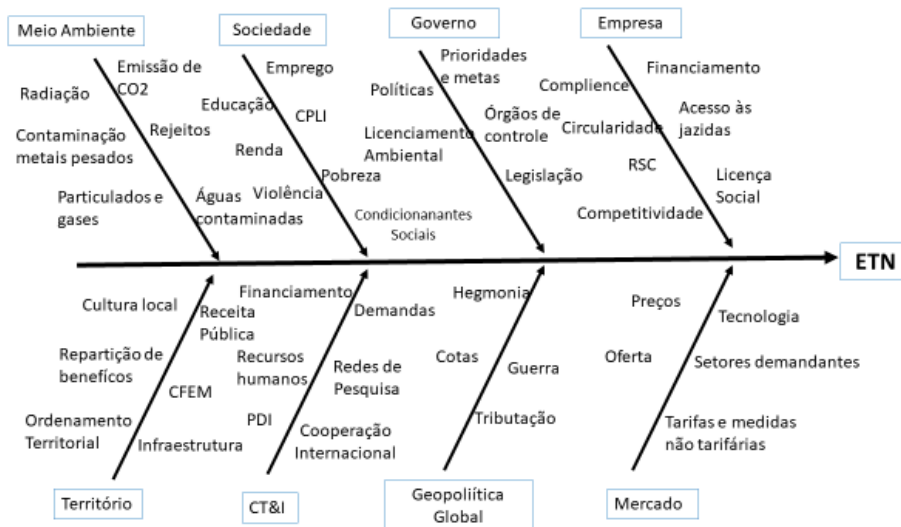 Meio Ambiente
Sociedade
Governo
Empresa
Emissão de
CO2
Radiação
Rejeitos
Contaminação
metais pesados
Particulados e
gases
Águas
contaminadas
Emprego
Educação
CPLI
Renda
Violência
Pobreza
Condicionanantes
Sociais
Prioridades
e metas
Políticas
Órgãos de
controle
Licenciamento
Ambiental
Legislação
Financiamento
Complience
Acesso às
jazidas
Circularidade
RSC
Licença
Social
Competitividade
ETN
Cultura local
Receita
Pública
Repartição de
benefícos
CFEM
Ordenamento
Territorial
Infraestrutura
Financiamento
Demandas
Recursos
humanos
Redes de
Pesquisa
PDI
Cooperação
Internacional
Hegmonia
Cotas
Guerra
Tributação
Preços
Tecnologia
Oferta
Setores demandantes
Tarifas e medidas
não tarifárias
Território
CT&I
Geopoliítica
Global
Mercado